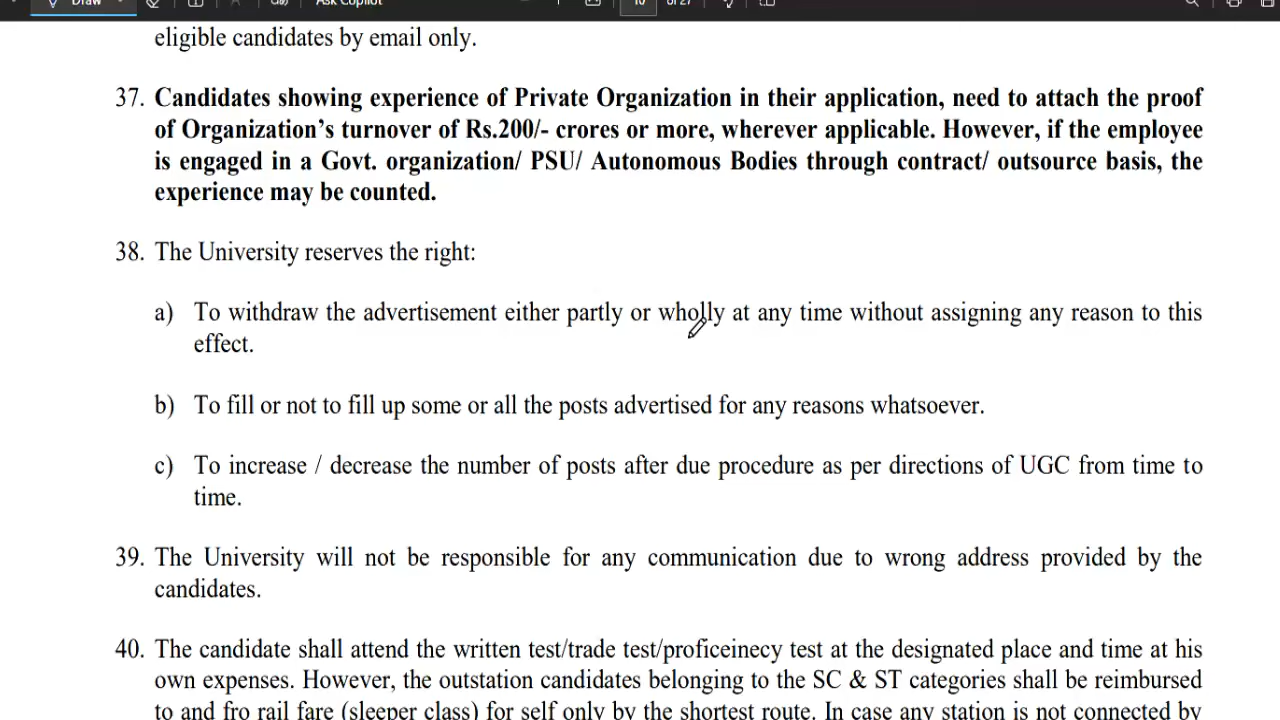 Draw
Ask Copilot
of 27
eligible candidates by email only.
37. Candidates showing experience of Private Organization in their application, need to attach the proof
of Organization's turnover of Rs.200/- crores or more, wherever applicable. However, if the employee
is engaged in a Govt. organization/ PSU/ Autonomous Bodies through contract/ outsource basis, the
experience may be counted.
38. The University reserves the right:
a) To withdraw the advertisement either partly or wholly at any time without assigning any reason to this
effect.
b) To fill or not to fill up some or all the posts advertised for any reasons whatsoever.
c) To increase / decrease the number of posts after due procedure as per directions of UGC from time to
time.
39. The University will not be responsible for any communication due to wrong address provided by the
candidates.
40. The candidate shall attend the written test/trade test/proficeinecy test at the designated place and time at his
own expenses. However, the outstation candidates belonging to the SC & ST categories shall be reimbursed
to and fro rail fare (sleeper class) for self only by the shortest route. In case any station is not connected by